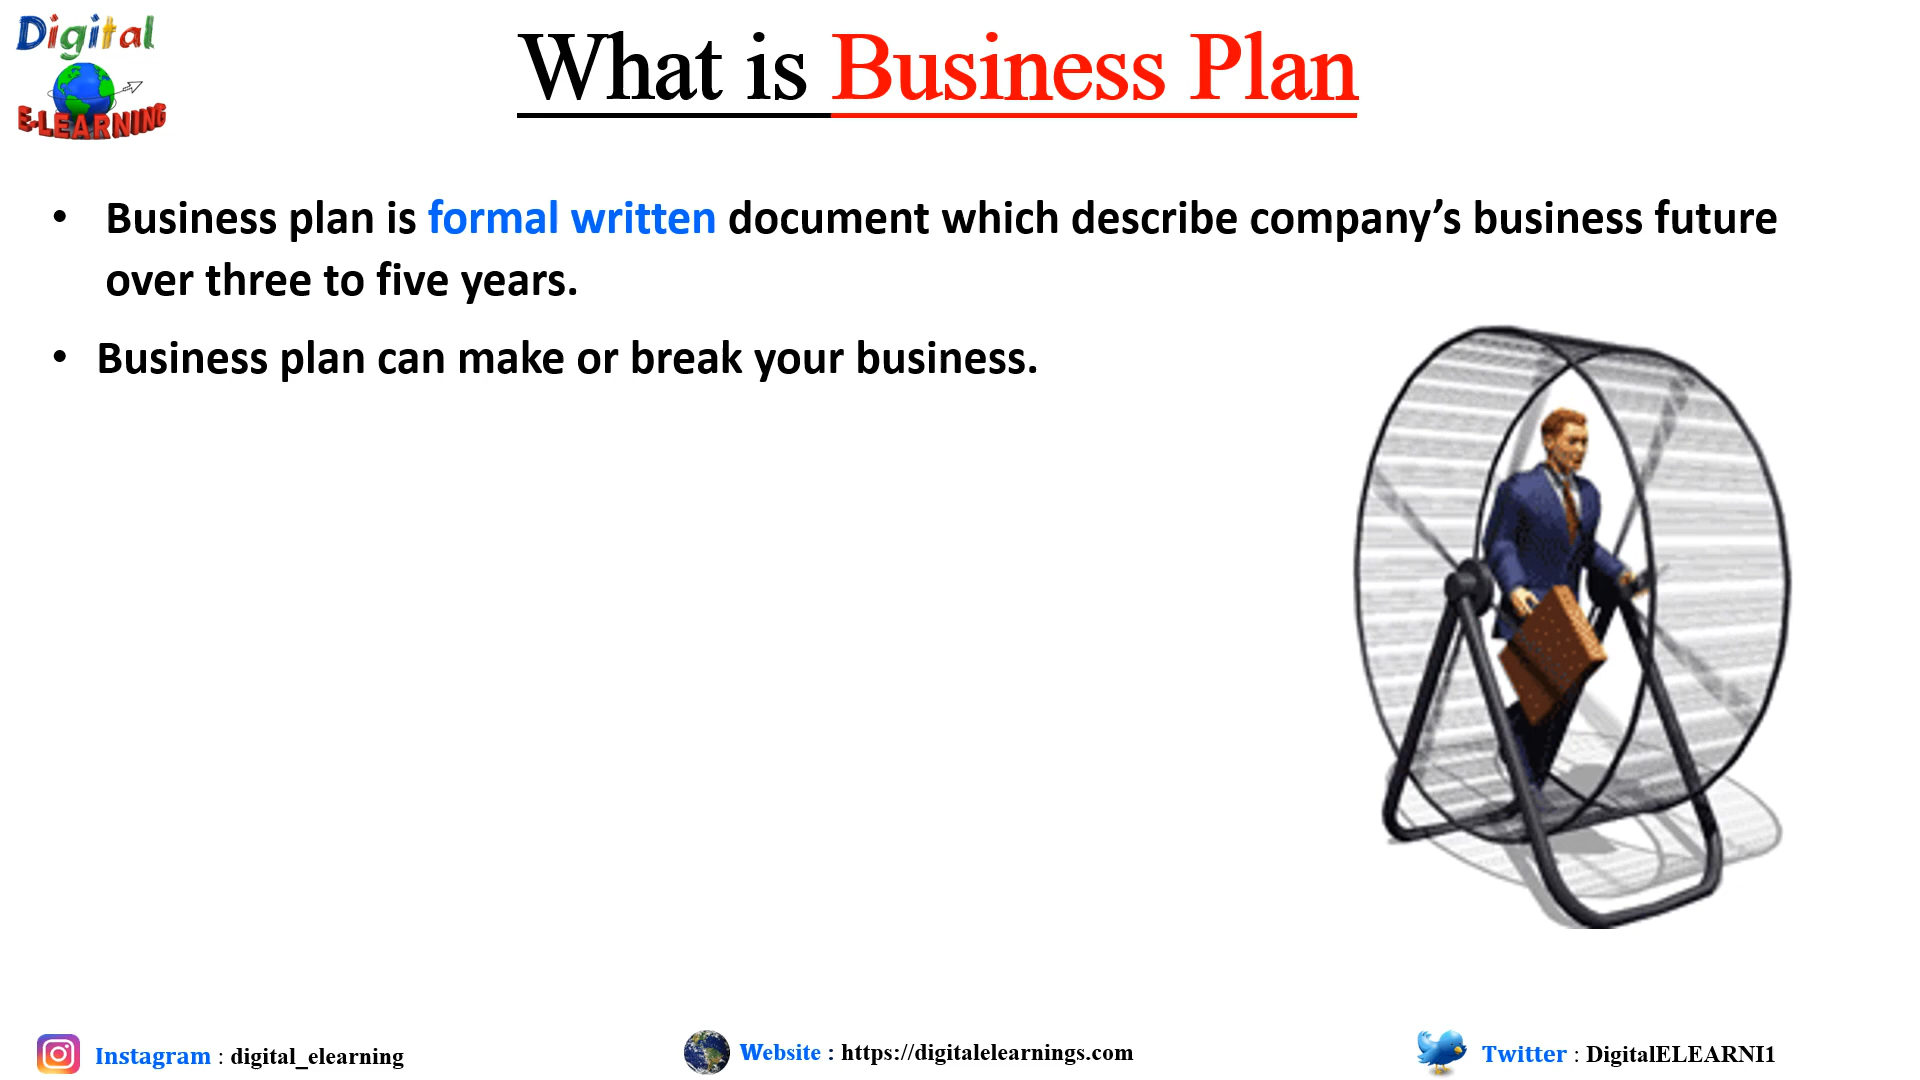 Digital
E-LEARNING
What is Business Plan
• Business plan is formal written document which describe company’s business future
over three to five years.
• Business plan can make or break your business.
Instagram : digital_elearning
Website : https://digitalelearnings.com
Twitter : DigitalELEARNI1